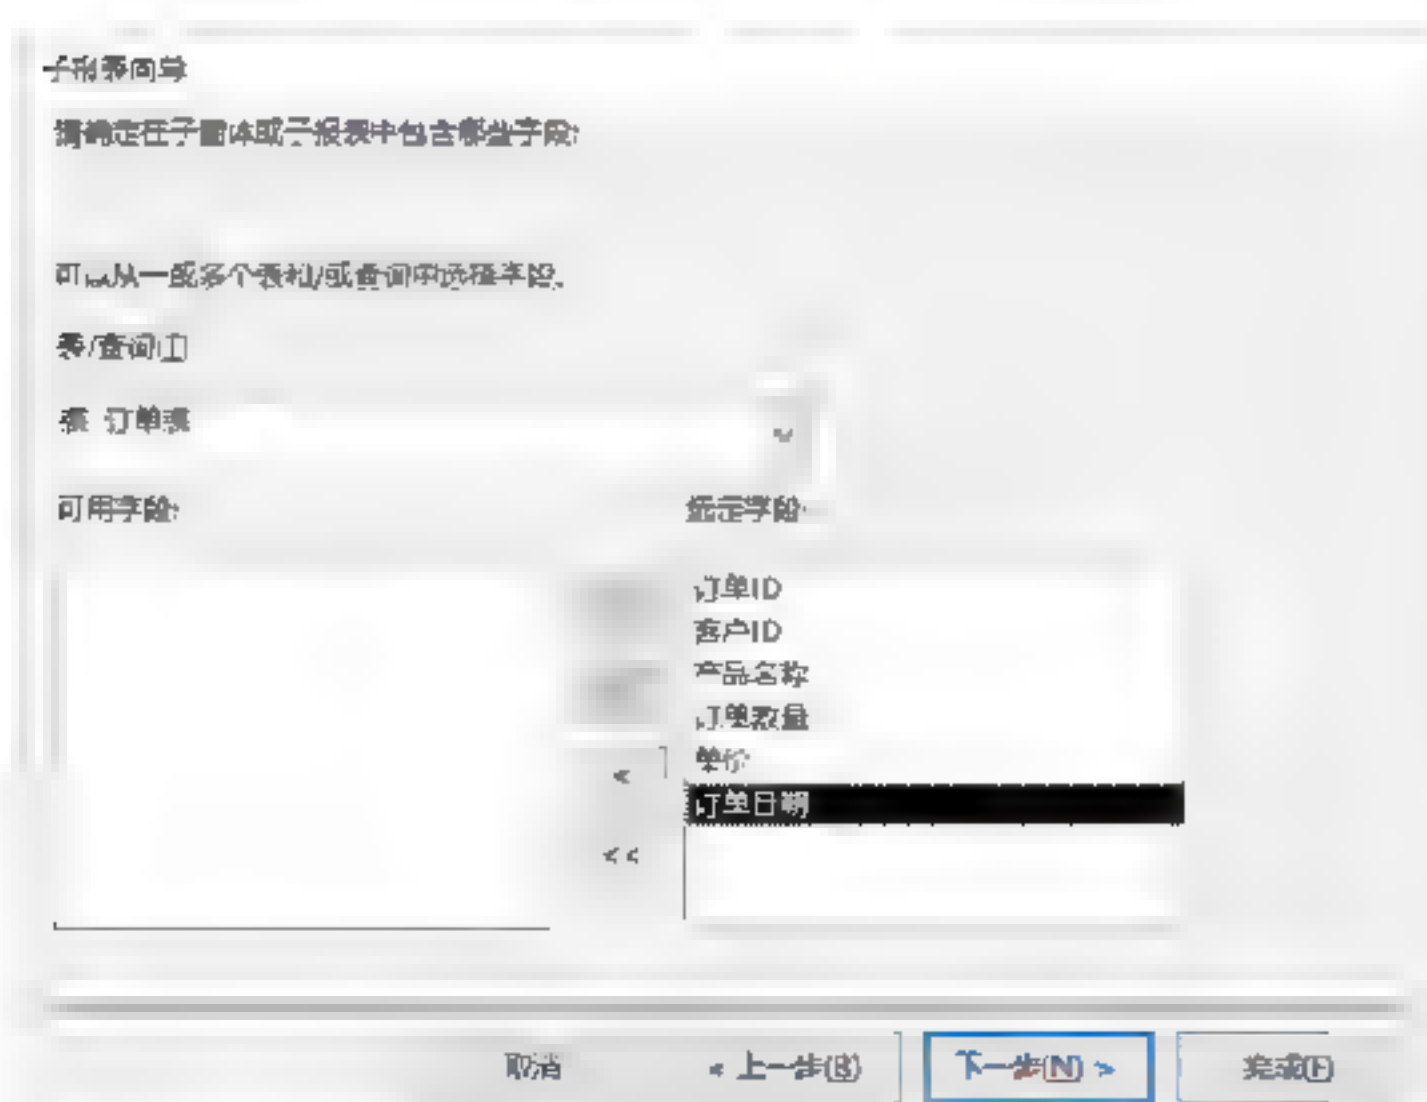 子报表向导
请确定在子窗体或子报表中包含哪些字段:
可以从一或多个表和/或查询中选择字段。
表/查询(T)
表: 订单表
可用字段:
选定字段:
订单ID
客户ID
产品名称
订单数量
单价
订单日期
<
<<
取消
< 上一步(B)
下一步(N) >
完成(F)